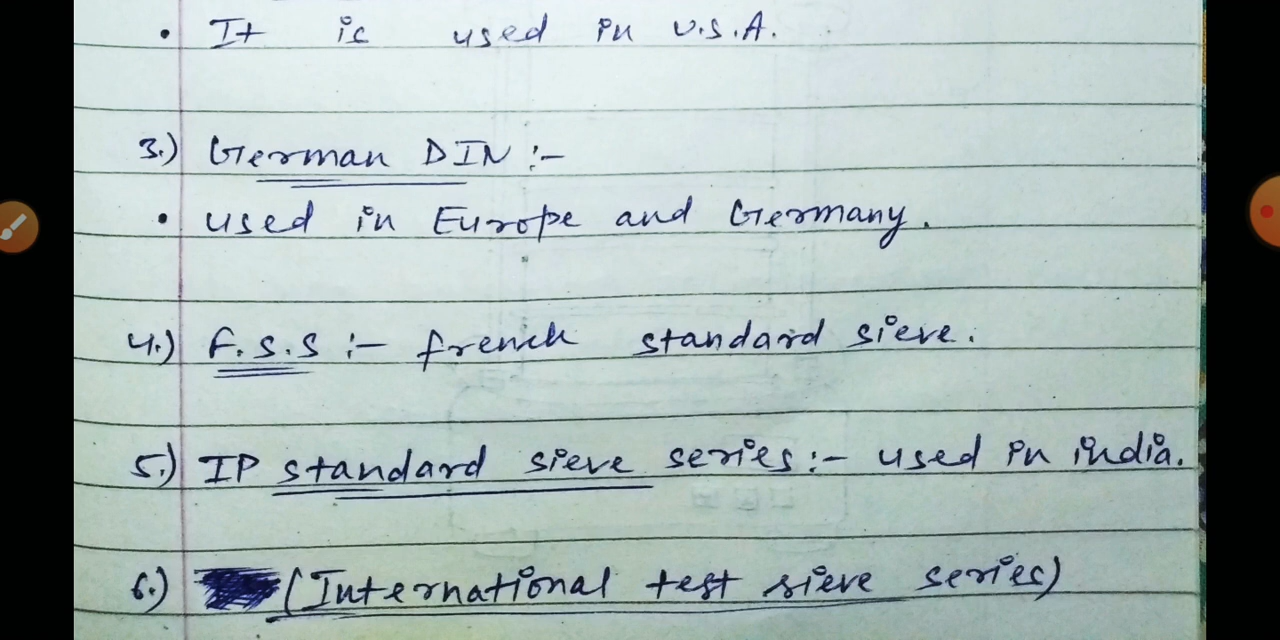 • It is used in U.S.A.
3.) German DIN :-
• used in Europe and Germany.
4.) F.S.S :- french standard sieve.
5.) IP standard sieve series :- used in india.
6.) (International test sieve series)